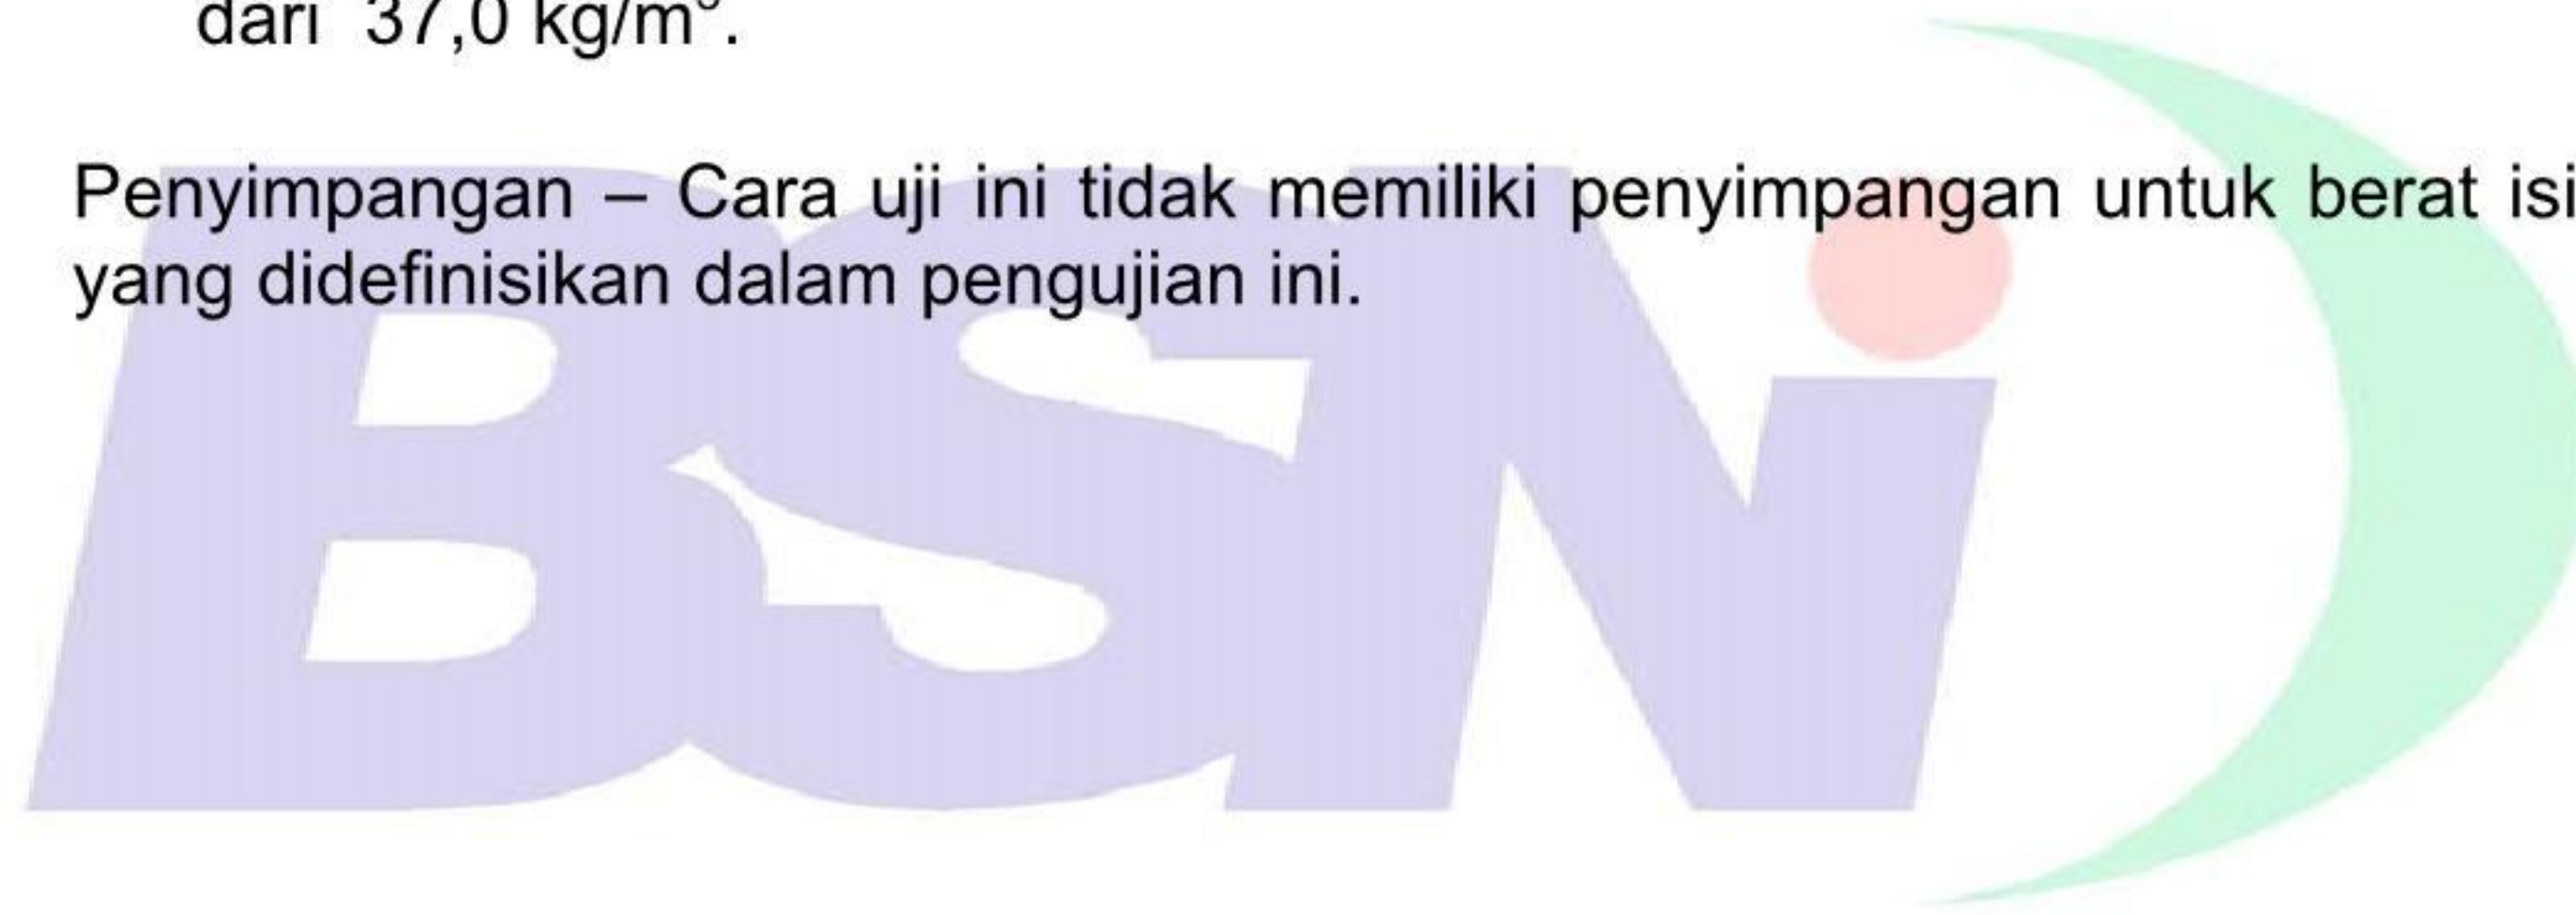 dari 37,0 kg/m³.
Penyimpangan – Cara uji ini tidak memiliki penyimpangan untuk berat isi
yang didefinisikan dalam pengujian ini.
BSNi